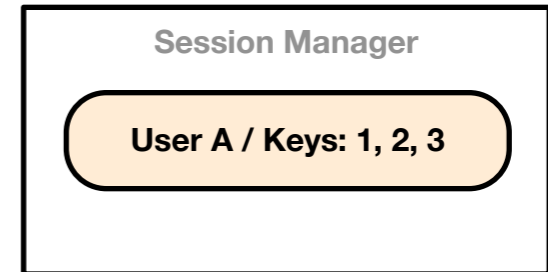 Session Manager
User A / Keys: 1, 2, 3